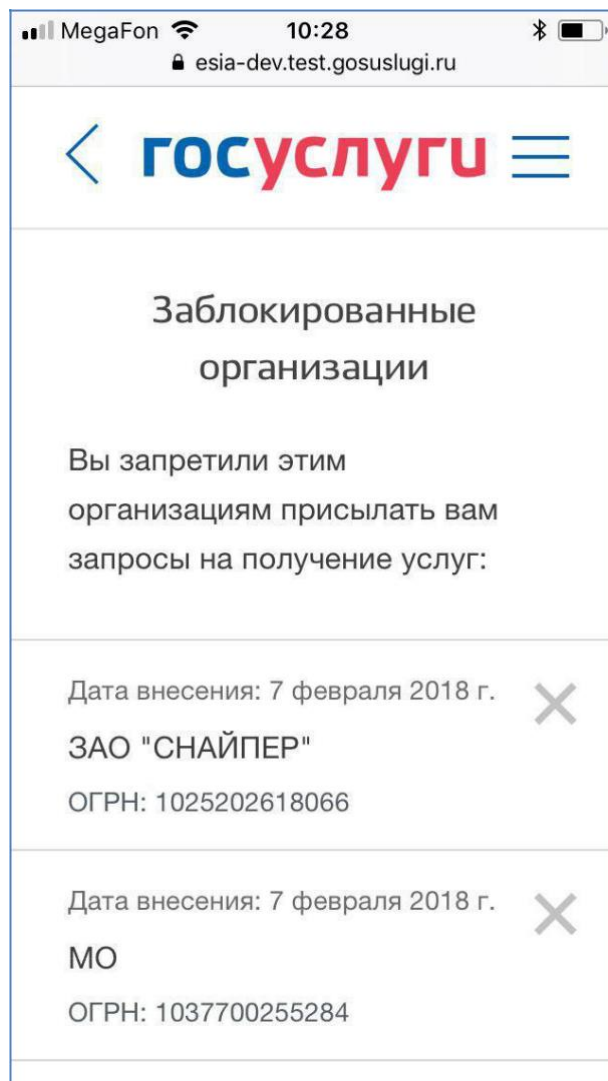 MegaFon 10:28
esia-dev.test.gosuslugi.ru
госуслуги
Заблокированные
организации
Вы запретили этим
организациям присылать вам
запросы на получение услуг:
Дата внесения: 7 февраля 2018 г.
ЗАО "СНАЙПЕР"
ОГРН: 1025202618066
Дата внесения: 7 февраля 2018 г.
МО
ОГРН: 1037700255284